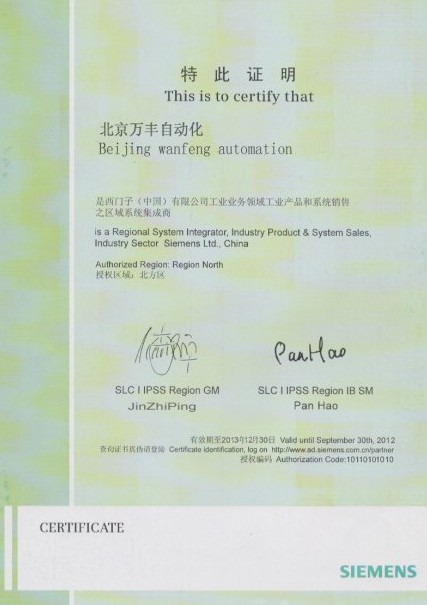 特此证明
This is to certify that
北京万丰自动化
Beijing wanfeng automation
是西门子（中国）有限公司工业业务领域工业产品和系统销售
之区域系统集成商
is a Regional System Integrator, Industry Product & System Sales,
Industry Sector Siemens Ltd., China
Authorized Region: Region North
授权区域：北方区
Pan Hao
SLC I IPSS Region GM
SLC I IPSS Region IB SM
JinZhiPing
Pan Hao
有效期至2013年12月30日 Valid until September 30th, 2012
查询证书真伪请登陆 Certificate identification, log on http://www.ad.siemens.com.cn/partner
授权编码 Authorization Code:10110101010
CERTIFICATE
SIEMENS